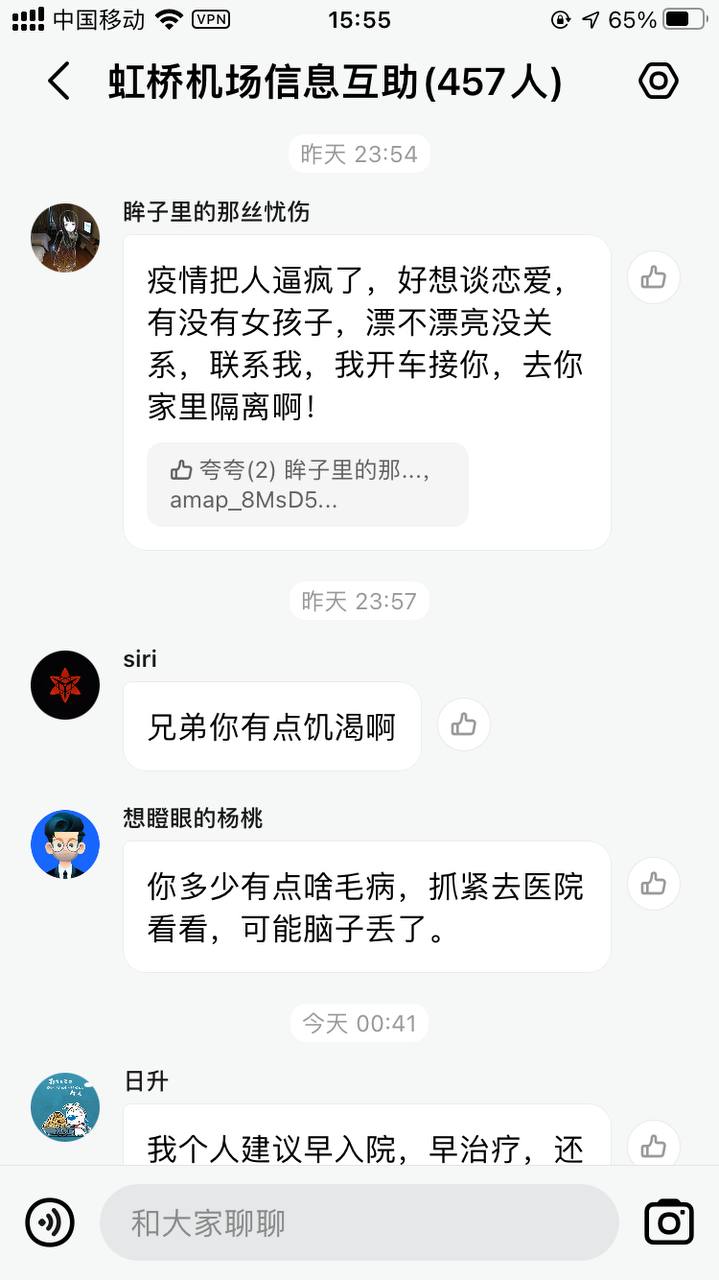 中国移动 VPN 15:55 65%
虹桥机场信息互助(457人)
昨天 23:54
眸子里的那丝忧伤
疫情把人逼疯了，好想谈恋爱，
有没有女孩子，漂不漂亮没关
系，联系我，我开车接你，去你
家里隔离啊！
夸夸(2) 眸子里的那...，
amap_8MsD5...
昨天 23:57
siri
兄弟你有点饥渴啊
想瞪眼的杨桃
你多少有点啥毛病，抓紧去医院
看看，可能脑子丢了。
今天 00:41
日升
我个人建议早入院，早治疗，还
和大家聊聊